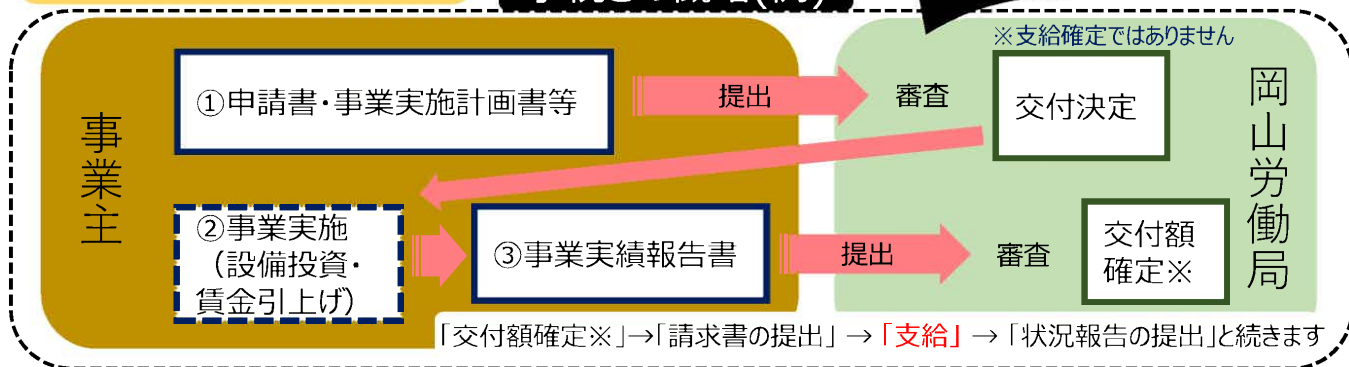 ※支給確定ではありません
事業主
①申請書・事業実施計画書等
提出
審査
交付決定
岡山労働局
②事業実施
（設備投資・
賃金引上げ）
③事業実績報告書
提出
審査
交付額
確定※
「交付額確定※」→「請求書の提出」→「支給」→「状況報告の提出」と続きます